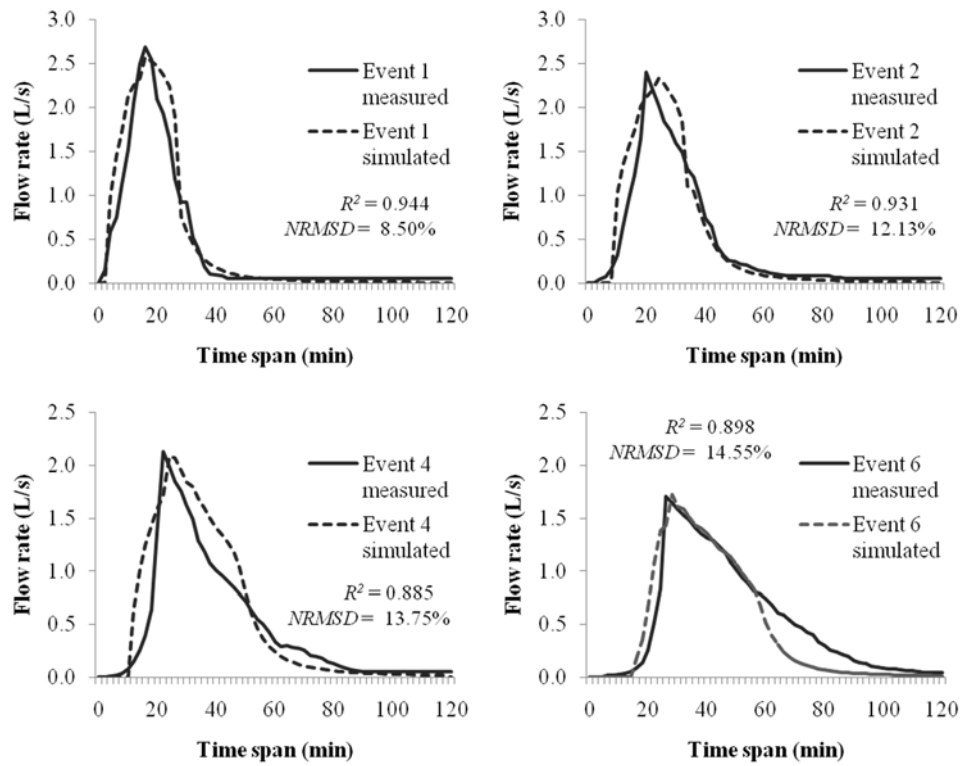 3.0
2.5
2.0
1.5
1.0
0.5
0.0
Flow rate (L/s)
Event 1
measured
Event 1
simulated
R² = 0.944
NRMSD = 8.50%
0 20 40 60 80 100 120
Time span (min)
3.0
2.5
2.0
1.5
1.0
0.5
0.0
Flow rate (L/s)
Event 2
measured
Event 2
simulated
R² = 0.931
NRMSD = 12.13%
0 20 40 60 80 100 120
Time span (min)
2.5
2.0
1.5
1.0
0.5
0.0
Flow rate (L/s)
Event 4
measured
Event 4
simulated
R² = 0.885
NRMSD = 13.75%
0 20 40 60 80 100 120
Time span (min)
2.5
2.0
1.5
1.0
0.5
0.0
Flow rate (L/s)
R² = 0.898
NRMSD = 14.55%
Event 6
measured
Event 6
simulated
0 20 40 60 80 100 120
Time span (min)